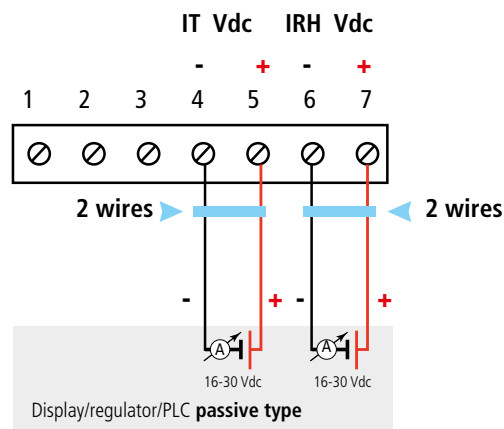 IT Vdc IRH Vdc
- + - +
1 2 3 4 5 6 7
2 wires 2 wires
- + - +
A A
16-30 Vdc 16-30 Vdc
Display/regulator/PLC passive type